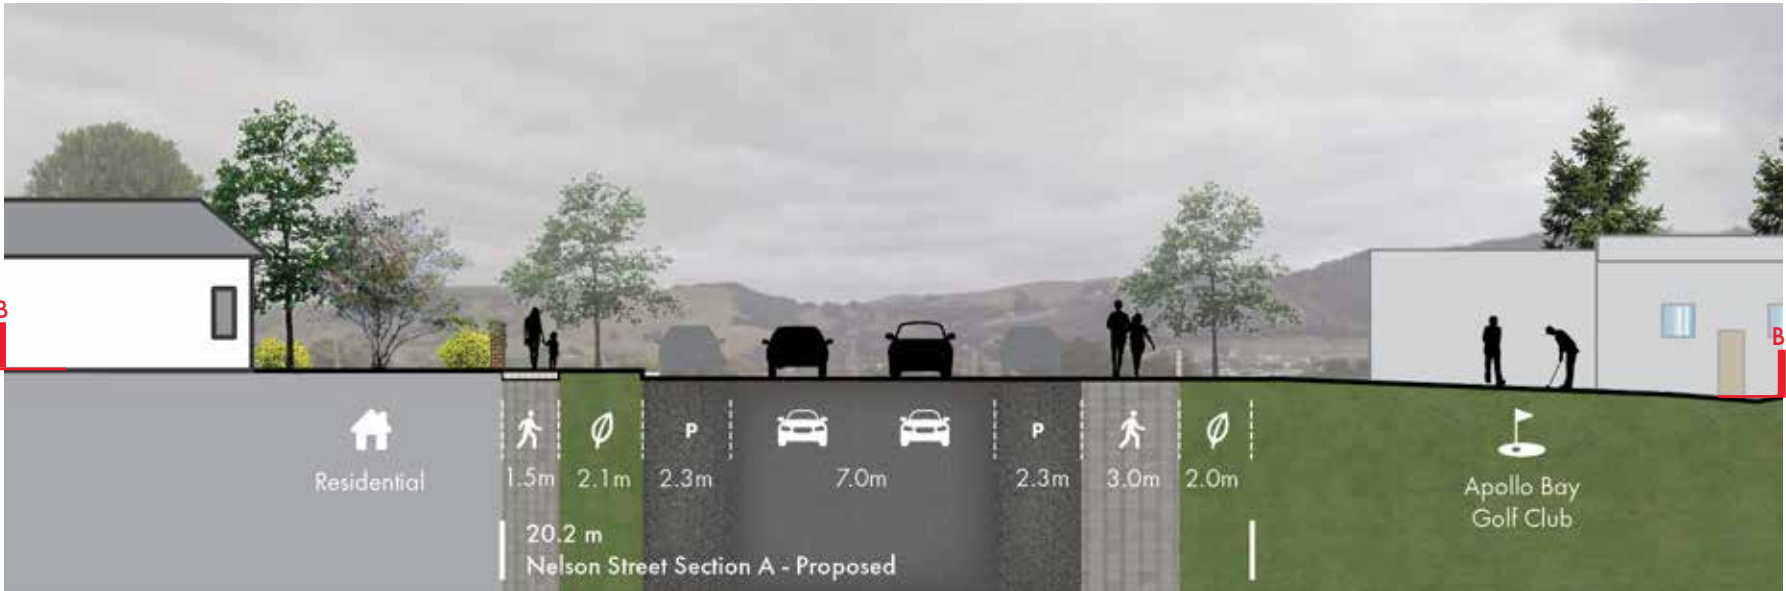 B
B
Residential
1.5m
2.1m
P
2.3m
7.0m
P
2.3m
3.0m
2.0m
Apollo Bay
Golf Club
20.2 m
Nelson Street Section A - Proposed